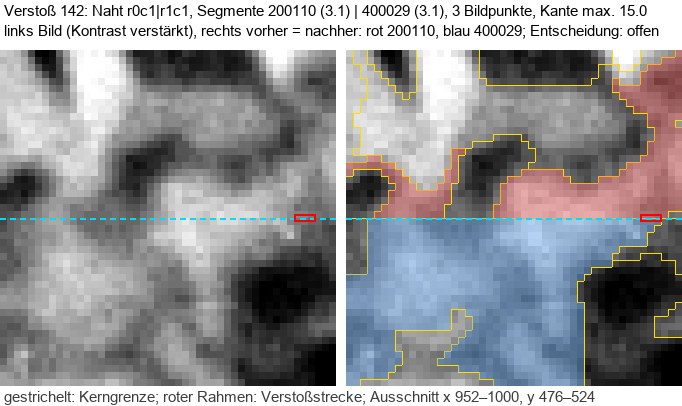 Verstoß 142: Naht r0c1|r1c1, Segmente 200110 (3.1) | 400029 (3.1), 3 Bildpunkte, Kante max. 15.0
links Bild (Kontrast verstärkt), rechts vorher = nachher: rot 200110, blau 400029; Entscheidung: offen
gestrichelt: Kerngrenze; roter Rahmen: Verstoßstrecke; Ausschnitt x 952–1000, y 476–524